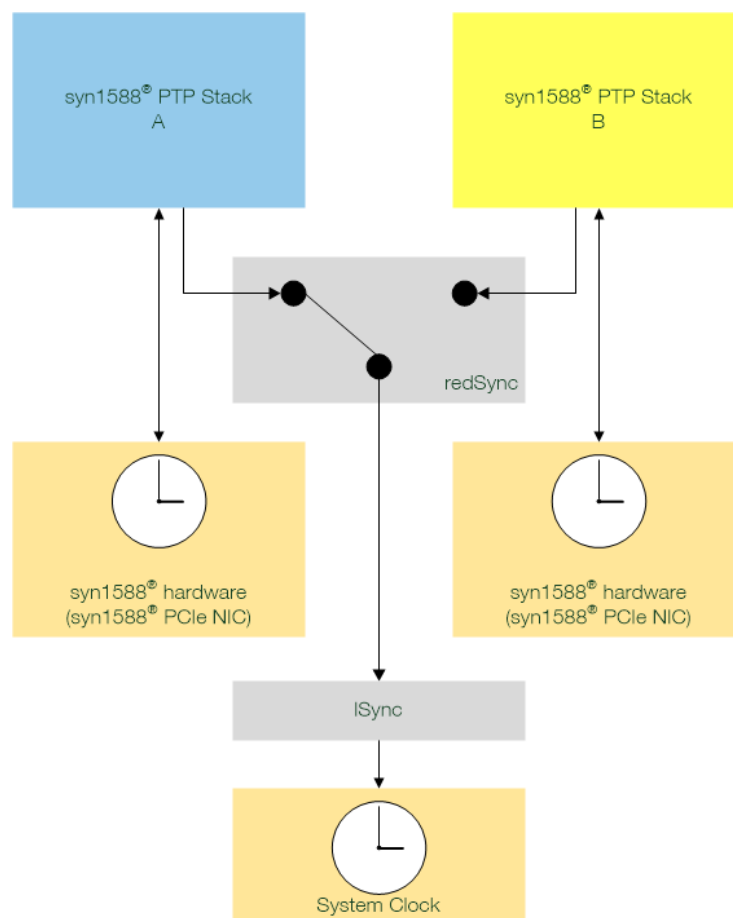 syn1588® PTP Stack
A
syn1588® PTP Stack
B
redSync
syn1588® hardware
(syn1588® PCIe NIC)
syn1588® hardware
(syn1588® PCIe NIC)
lSync
System Clock